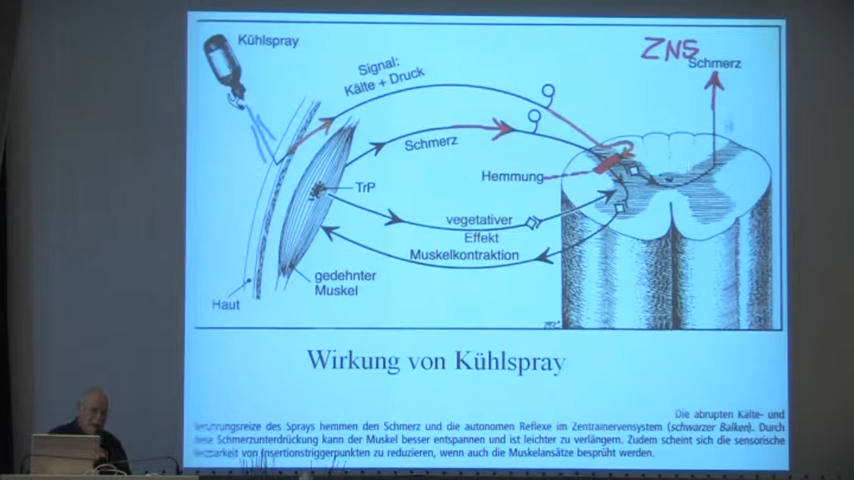 Kühlspray
ZNS
Schmerz
Signal:
Kälte + Druck
Schmerz
Hemmung
TrP
vegetativer
Effekt
Muskelkontraktion
gedehnter
Muskel
Haut
Wirkung von Kühlspray
Die abrupten Kälte- und
des Sprays hemmen den Schmerz und die autonomen Reflexe im Zentralnervensystem (schwarzer Balken). Durch
diese Schmerzunterdrückung kann der Muskel besser entspannen und ist leichter zu verlängern. Zudem scheint sich die sensorische
von Insertionstriggerpunkten zu reduzieren, wenn auch die Muskelansätze besprüht werden.